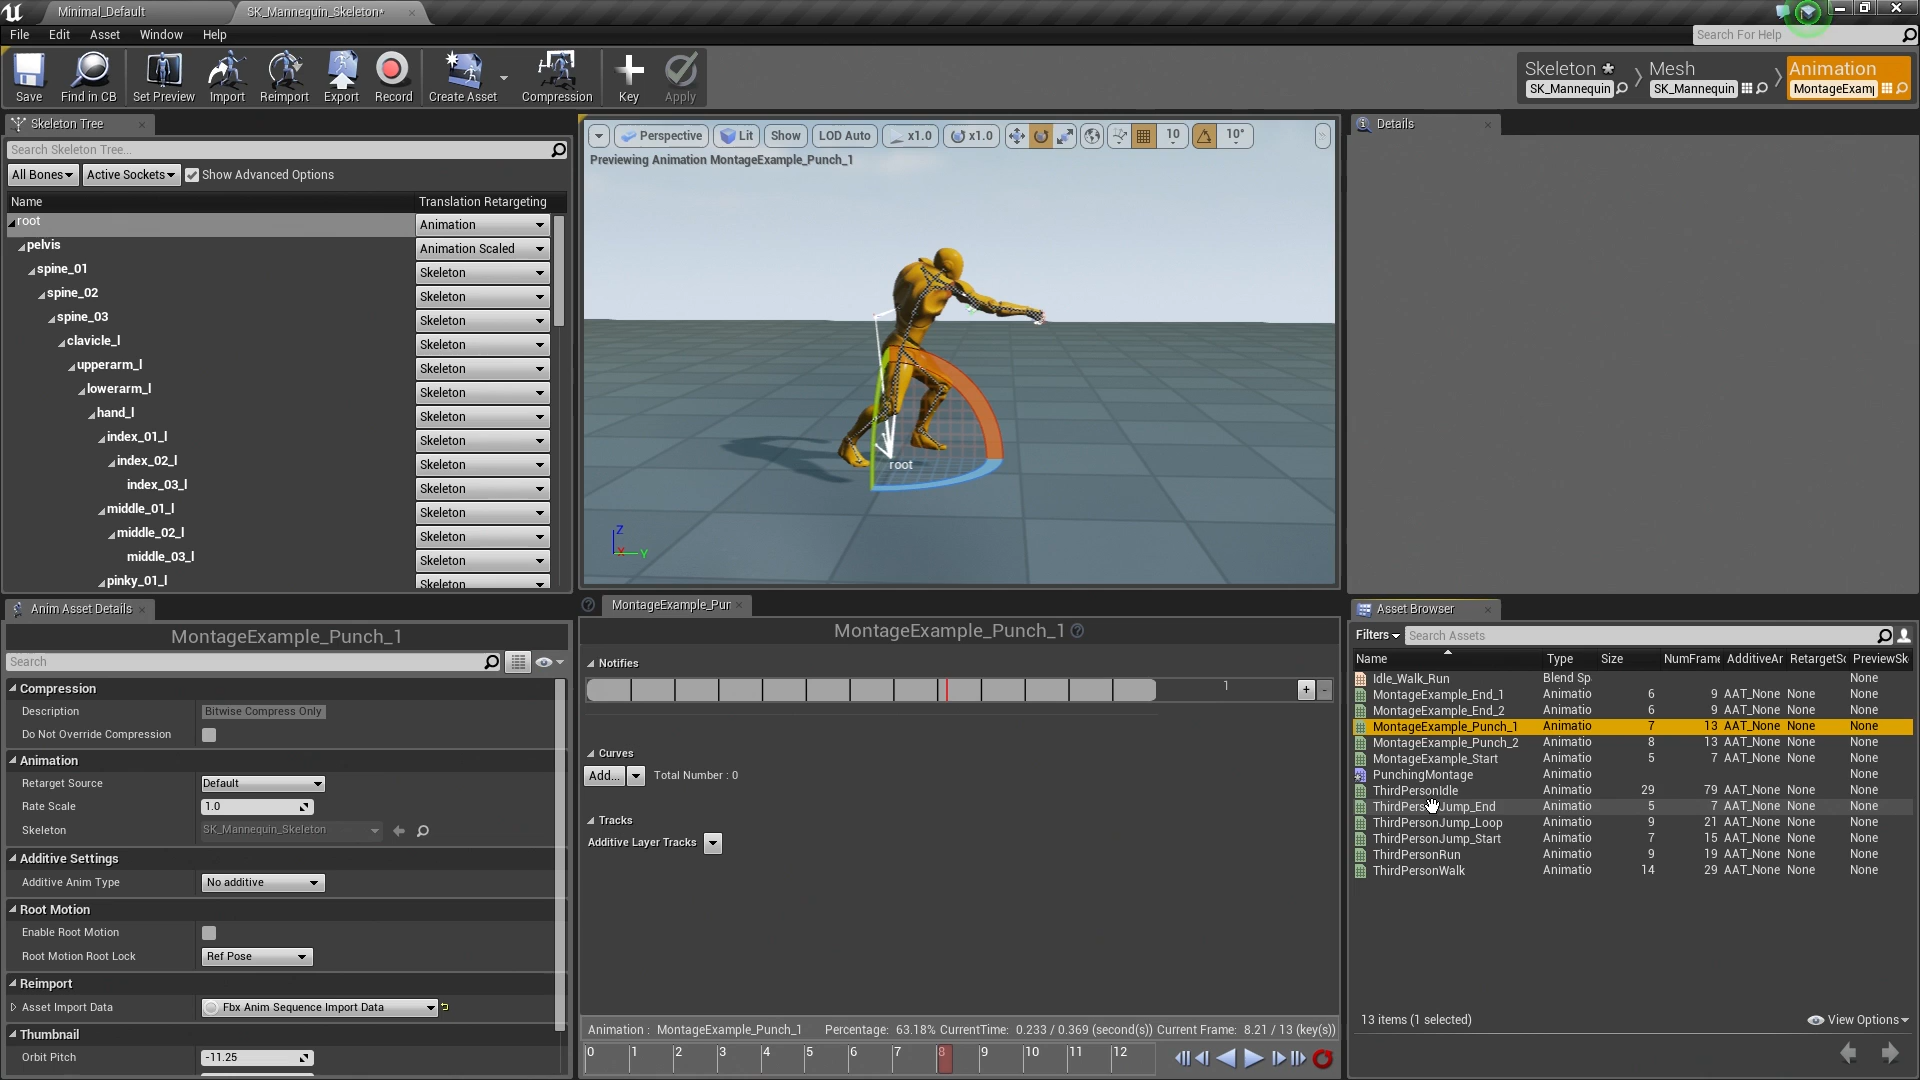 Minimal_Default
SK_Mannequin_Skeleton*
File Edit Asset Window Help
Search For Help
Save
Find in CB
Set Preview
Import
Reimport
Export
Record
Create Asset
Compression
Key
Apply
Skeleton *
SK_Mannequin
Mesh
SK_Mannequin
Animation
MontageExam
Skeleton Tree
Search Skeleton Tree...
All Bones
Active Sockets
Show Advanced Options
Name Translation Retargeting
root Animation
pelvis Animation Scaled
spine_01 Skeleton
spine_02 Skeleton
spine_03 Skeleton
clavicle_l Skeleton
upperarm_l Skeleton
lowerarm_l Skeleton
hand_l Skeleton
index_01_l Skeleton
index_02_l Skeleton
index_03_l Skeleton
middle_01_l Skeleton
middle_02_l Skeleton
middle_03_l Skeleton
pinky_01_l Skeleton
Perspective Lit Show LOD Auto x1.0 x1.0 10 10°
Previewing Animation MontageExample_Punch_1
root
Z
X
Y
Details
Anim Asset Details
MontageExample_Punch_1
Search
Compression
Description Bitwise Compress Only
Do Not Override Compression
Animation
Retarget Source Default
Rate Scale 1.0
Skeleton SK_Mannequin_Skeleton
Additive Settings
Additive Anim Type No additive
Root Motion
Enable Root Motion
Root Motion Root Lock Ref Pose
Reimport
Asset Import Data Fbx Anim Sequence Import Data
Thumbnail
Orbit Pitch -11.25
MontageExample_Pur
MontageExample_Punch_1
Notifies
1 + -
Curves
Add... Total Number : 0
Tracks
Additive Layer Tracks
Animation : MontageExample_Punch_1 Percentage: 63.18% CurrentTime: 0.233 / 0.369 (second(s)) Current Frame: 8.21 / 13 (key(s))
0 1 2 3 4 5 6 7 8 9 10 11 12
Asset Browser
Filters Search Assets
Name Type Size NumFrame AdditiveAr RetargetSc PreviewSk
Idle_Walk_Run Blend Sp
MontageExample_End_1 Animatio 6 9 AAT_None None None
MontageExample_End_2 Animatio 6 9 AAT_None None None
MontageExample_Punch_1 Animatio 7 13 AAT_None None None
MontageExample_Punch_2 Animatio 8 13 AAT_None None None
MontageExample_Start Animatio 5 7 AAT_None None None
PunchingMontage Animatio None
ThirdPersonIdle Animatio 29 79 AAT_None None None
ThirdPersonJump_End Animatio 5 7 AAT_None None None
ThirdPersonJump_Loop Animatio 9 21 AAT_None None None
ThirdPersonJump_Start Animatio 7 15 AAT_None None None
ThirdPersonRun Animatio 9 19 AAT_None None None
ThirdPersonWalk Animatio 14 29 AAT_None None None
13 items (1 selected)
View Options